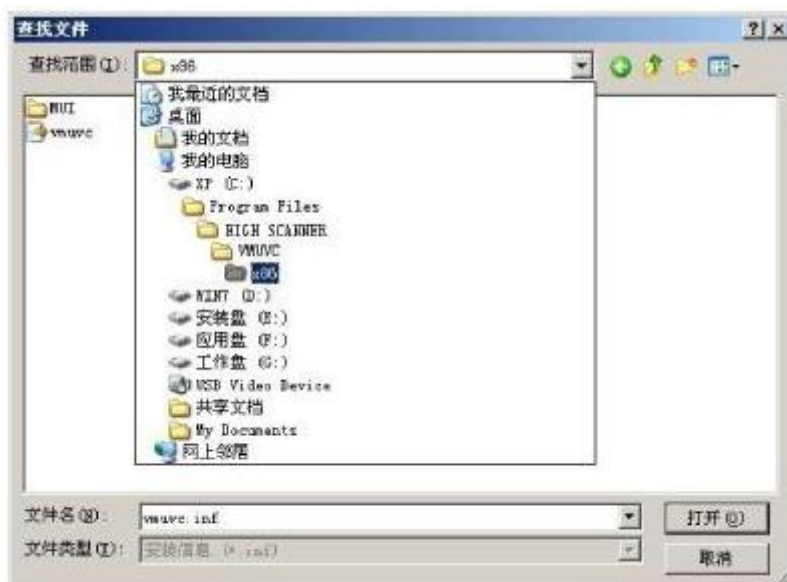 查找文件
查找范围(I): x86
MUI
vmuvc
我最近的文档
桌面
我的文档
我的电脑
XP (C:)
Program Files
HIGH SCANNER
VMUVC
x86
WINT (D:)
安装盘 (E:)
应用盘 (F:)
工作盘 (G:)
USB Video Device
共享文档
My Documents
网上邻居
文件名(N): vmuvc.inf 打开(O)
文件类型(T): 安装信息 (*.inf)
取消